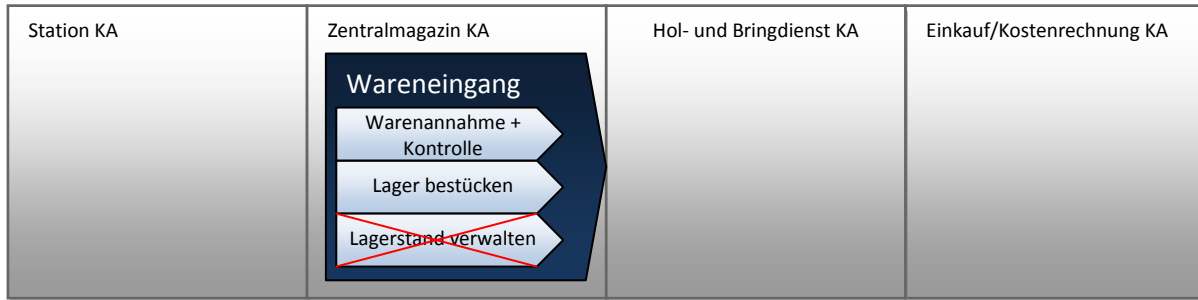 Station KA
Zentralmagazin KA
Hol- und Bringdienst KA
Einkauf/Kostenrechnung KA
Wareneingang
Warenannahme +
Kontrolle
Lager bestücken
Lagerstand verwalten